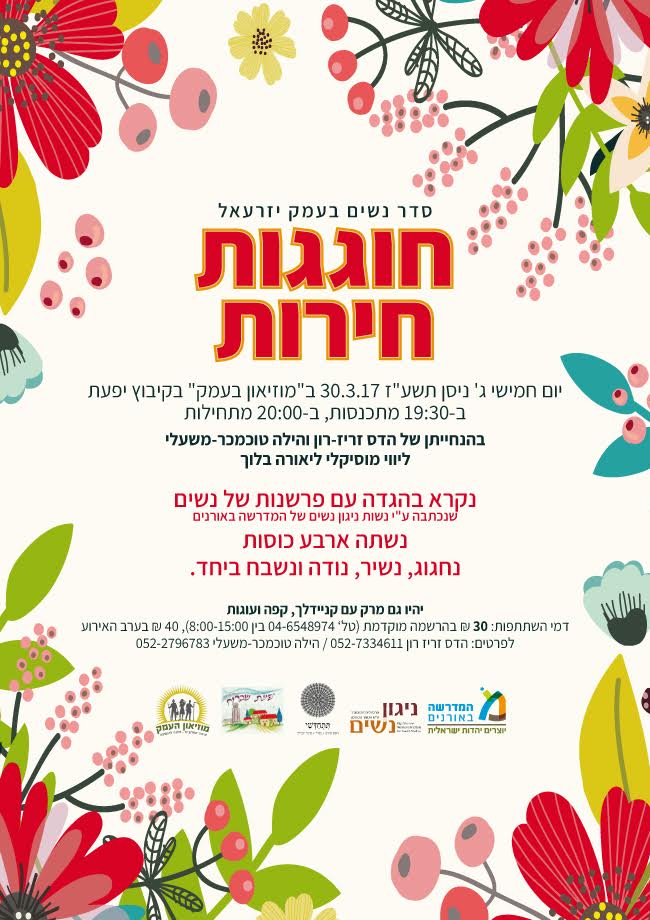 סדר נשים בעמק יזרעאל
חוגגות
חירות
יום חמישי ג' ניסן תשע"ז 30.3.17 ב"מוזיאון בעמק" בקיבוץ יפעת
ב-19:30 מתכנסות, ב-20:00 מתחילות
בהנחייתן של הדס זריז-רון והילה טוכמכר-משעלי
ליווי מוסיקלי ליאורה בלוך
נקרא בהגדה עם פרשנות של נשים
שנכתבה ע"י נשות ניגון נשים של המדרשה באורנים
נשתה ארבע כוסות
נחגוג, נשיר, נודה ונשבח ביחד.
יהיו גם מרק עם קניידלך, קפה ועוגות
דמי השתתפות: 30 ₪ בהרשמה מוקדמת (טל' 04-6548974 בין 8:00-15:00), 40 ₪ בערב האירוע
לפרטים: הדס זריז רון 052-7334611 / הילה טוכמכר-משעלי 052-2796783
המדרשה
באורנים
יוצרים יהדות ישראלית
ניגון
נשים
מוזיאון העמק